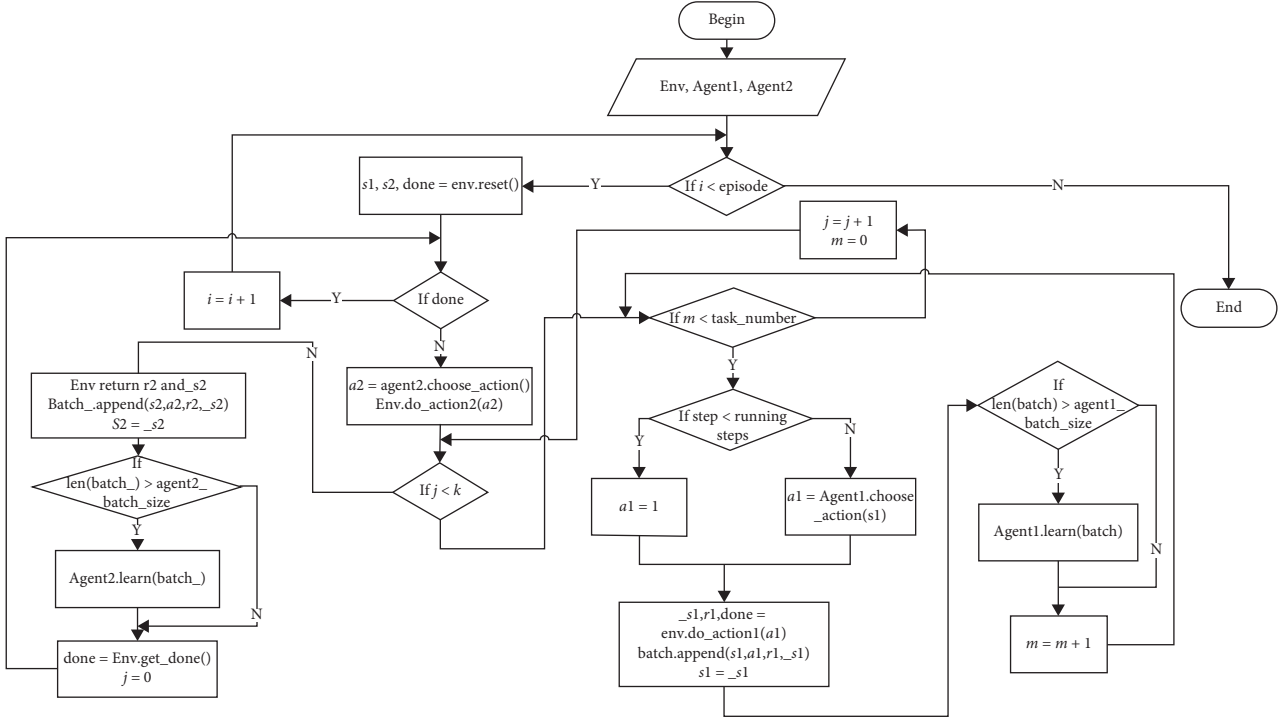 Begin
Env, Agent1, Agent2
If i < episode
Y
N
s1, s2, done = env.reset()
j = j + 1
m = 0
i = i + 1
Y
If done
N
If m < task_number
Y
End
N
Env return r2 and_s2
Batch_.append(s2,a2,r2,_s2)
S2 = _s2
a2 = agent2.choose_action()
Env.do_action2(a2)
If step < running
steps
Y
N
If
len(batch) > agent1_
batch_size
Y
N
If
len(batch_) > agent2_
batch_size
Y
N
If j < k
a1 = 1
a1 = Agent1.choose
_action(s1)
Agent1.learn(batch)
Agent2.learn(batch_)
_s1,r1,done =
env.do_action1(a1)
batch.append(s1,a1,r1,_s1)
s1 = _s1
m = m + 1
done = Env.get_done()
j = 0